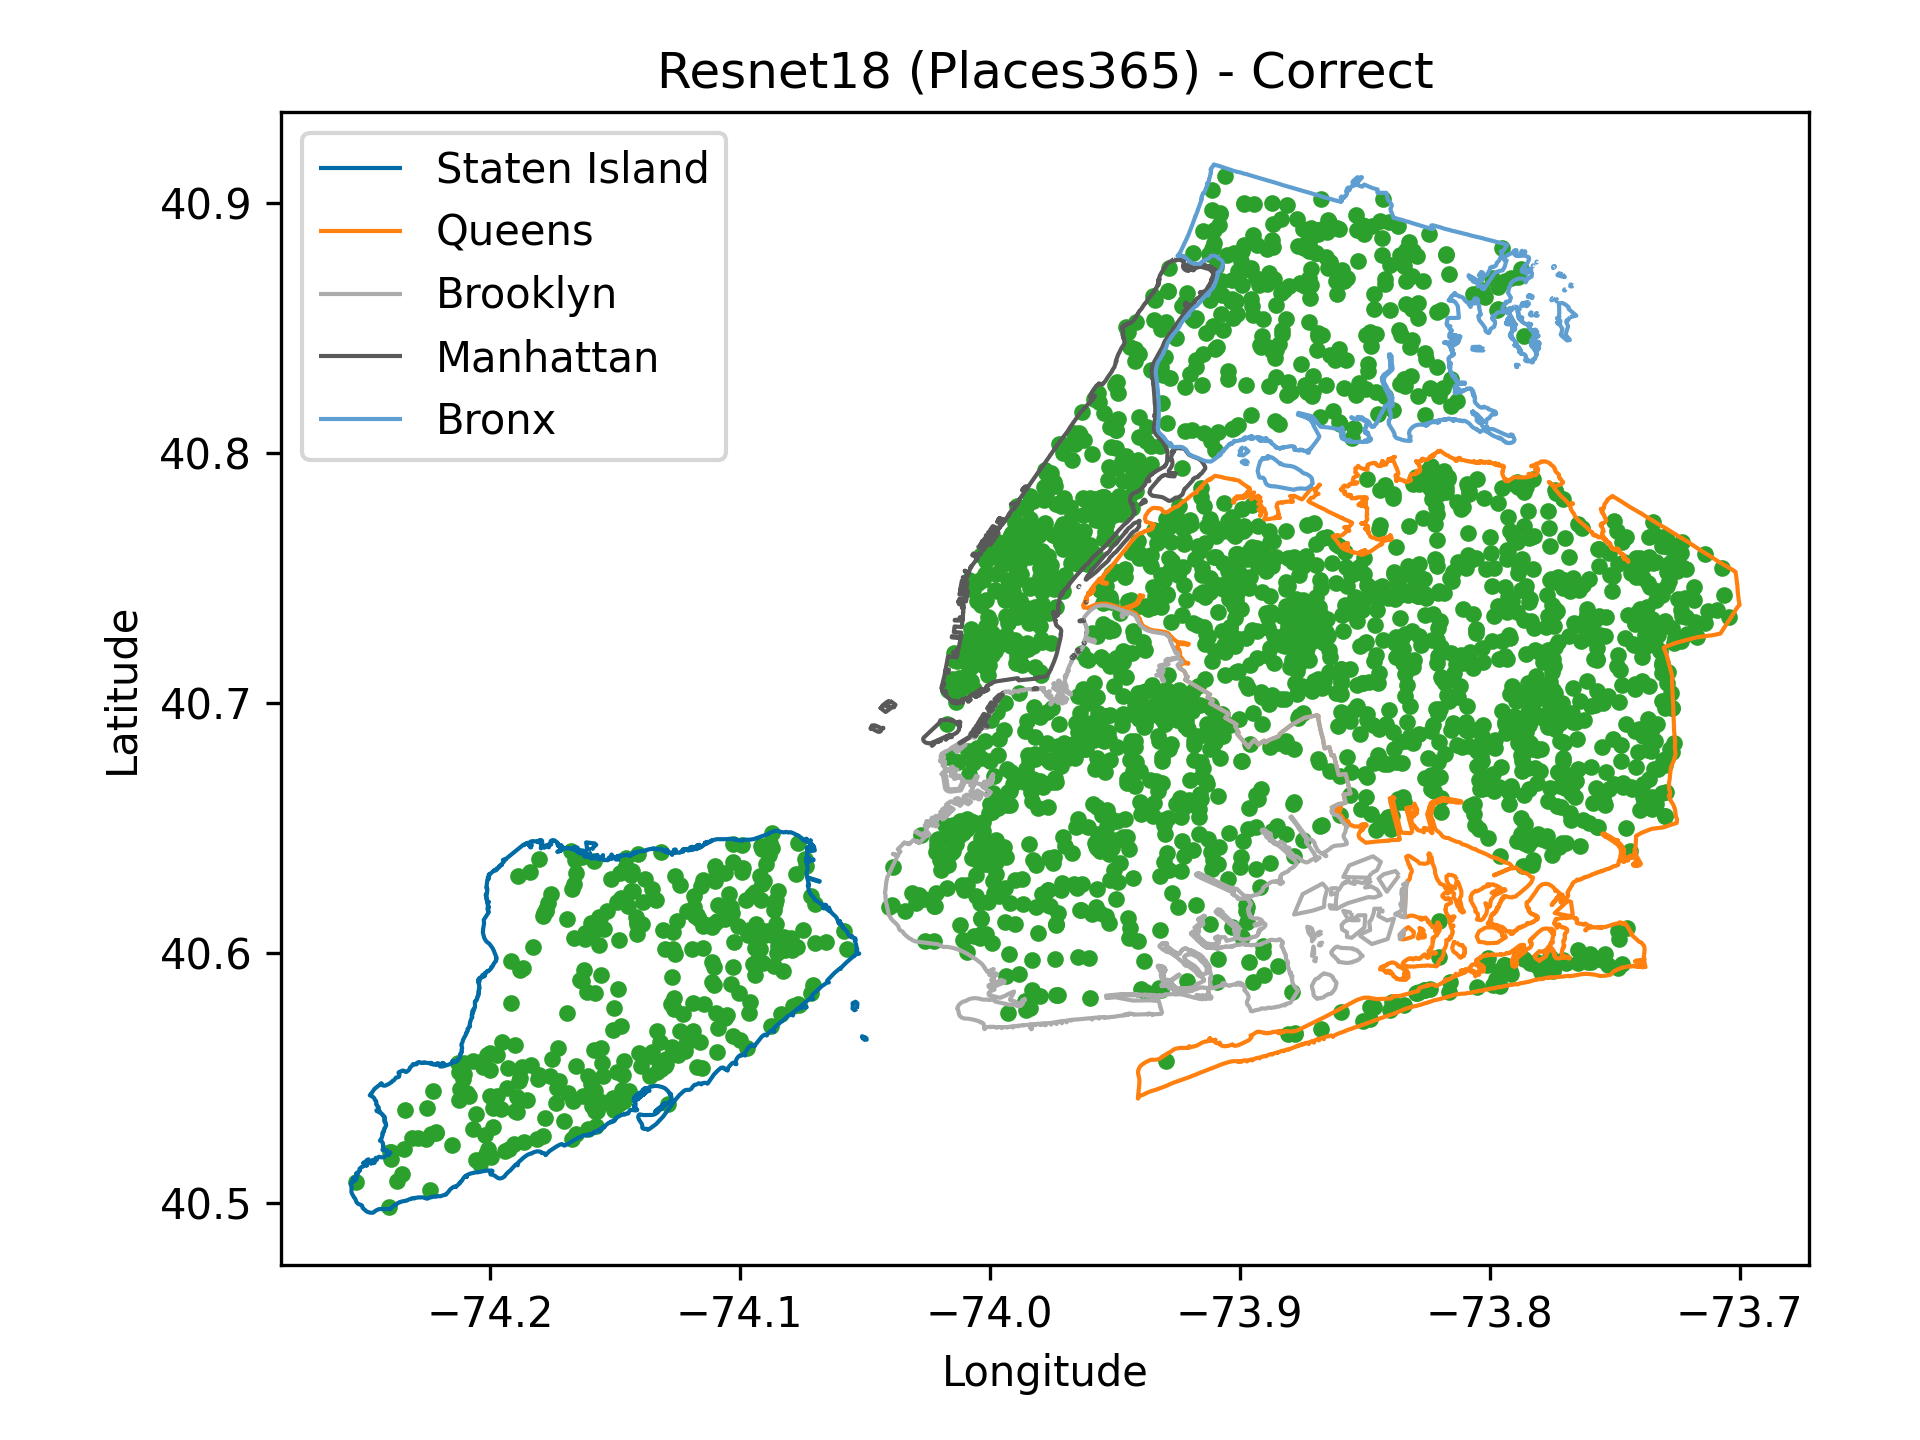 Resnet18 (Places365) - Correct
Staten Island
Queens
Brooklyn
Manhattan
Bronx
40.9
40.8
40.7
40.6
40.5
Latitude
−74.2 −74.1 −74.0 −73.9 −73.8 −73.7
Longitude